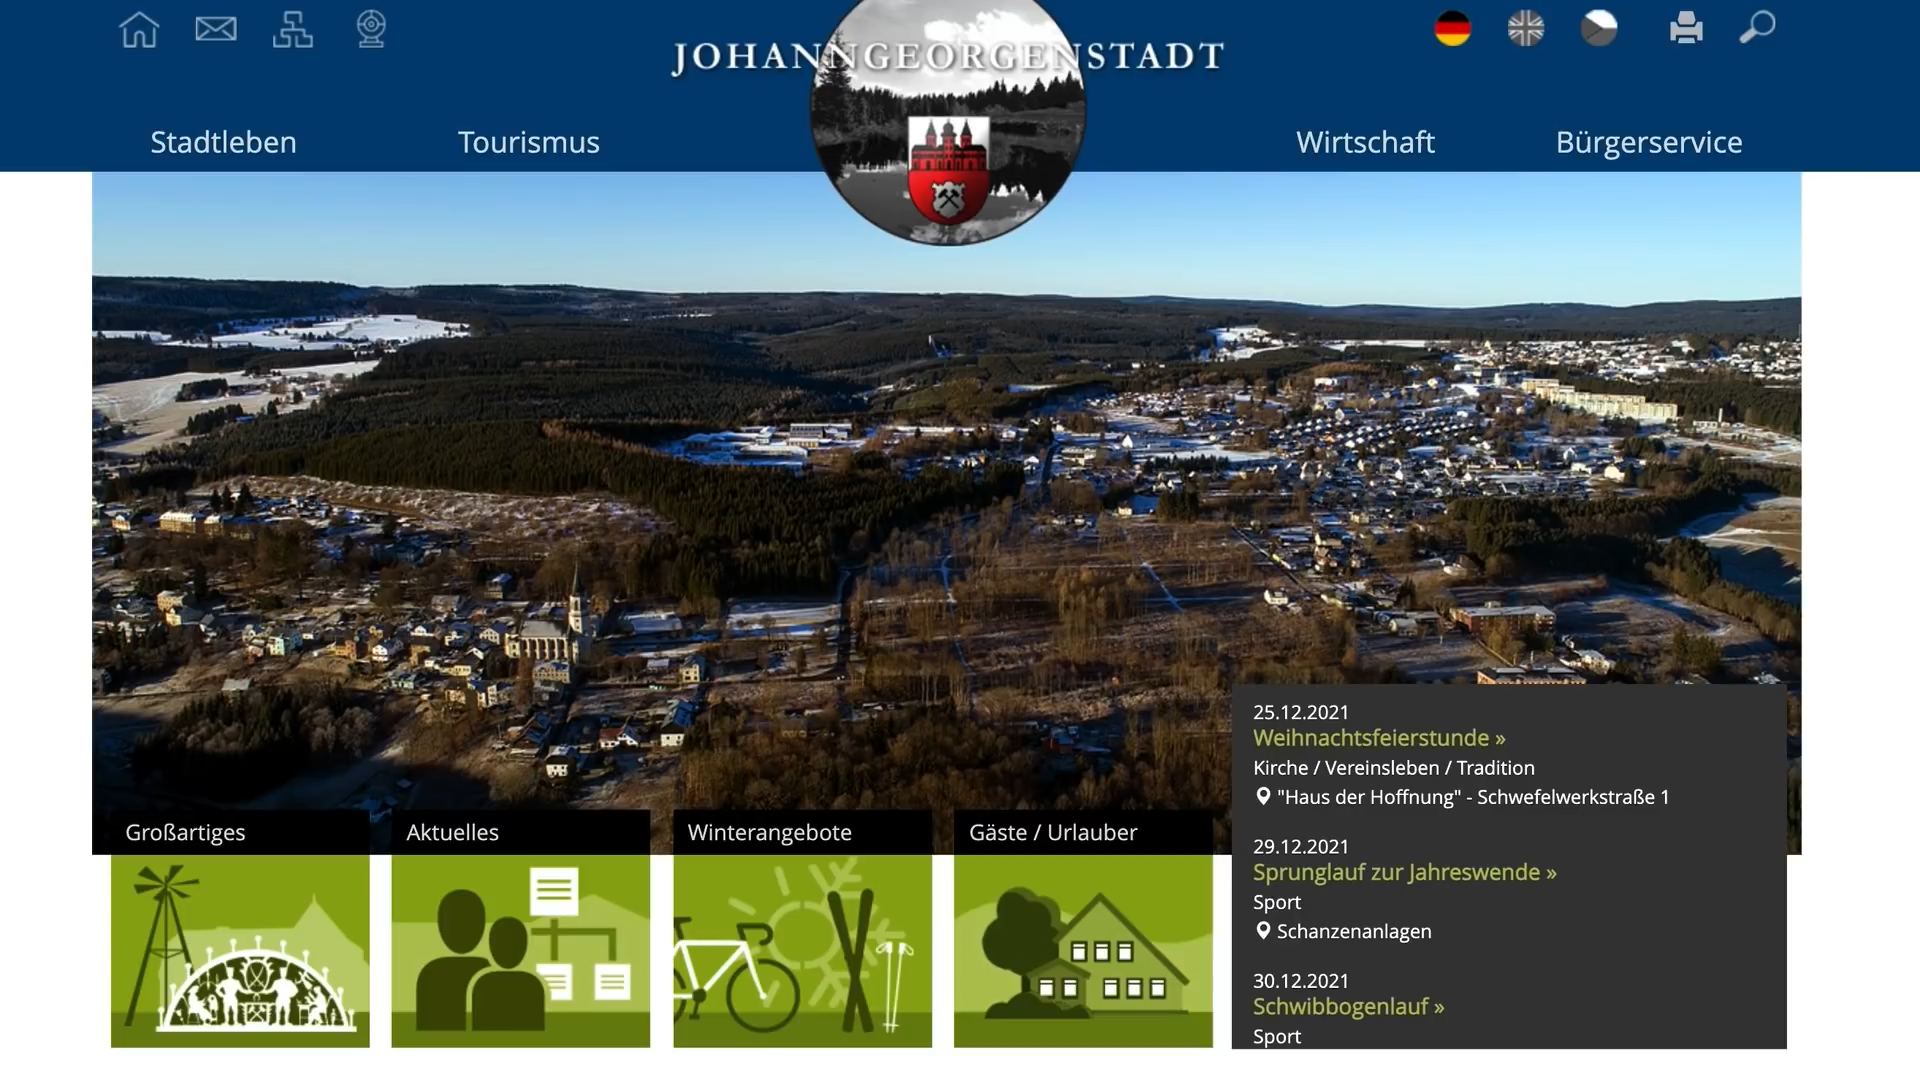 JOHANNGEORGENSTADT
Stadtleben
Tourismus
Wirtschaft
Bürgerservice
25.12.2021
Weihnachtsfeierstunde »
Kirche / Vereinsleben / Tradition
"Haus der Hoffnung" - Schwefelwerkstraße 1
29.12.2021
Sprunglauf zur Jahreswende »
Sport
Schanzenanlagen
30.12.2021
Schwibbogenlauf »
Sport
Großartiges
Aktuelles
Winterangebote
Gäste / Urlauber